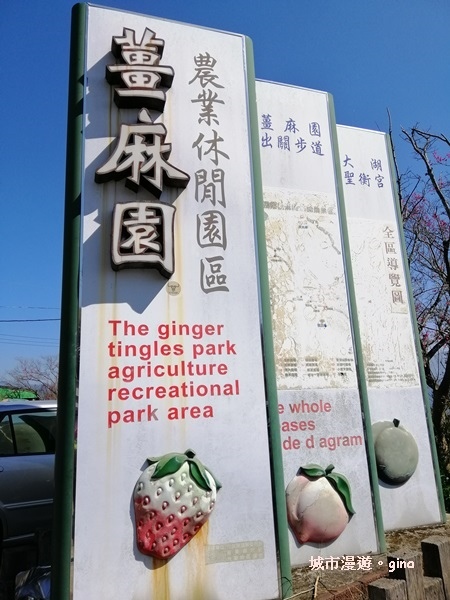 薑麻園
農業休閒園區
The ginger
tingles park
agriculture
recreational
park area
薑麻園
出關步道
e whole
ases
de d agram
大湖
聖衡宮
全區導覽圖
城市漫遊。gina